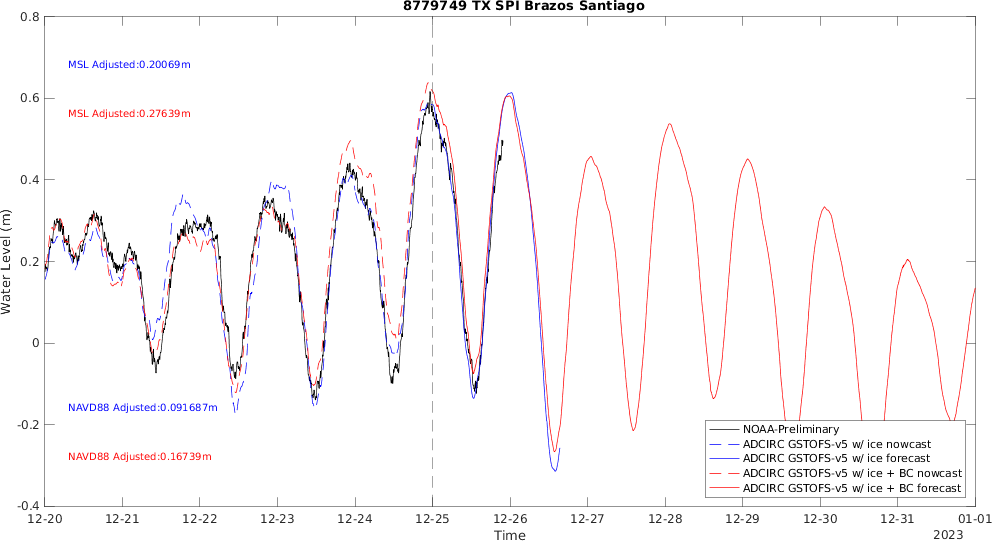 8779749 TX SPI Brazos Santiago
0.8
0.6
0.4
0.2
0
-0.2
-0.4
Water Level (m)
MSL Adjusted:0.20069m
MSL Adjusted:0.27639m
NAVD88 Adjusted:0.091687m
NAVD88 Adjusted:0.16739m
NOAA-Preliminary
ADCIRC GSTOFS-v5 w/ ice nowcast
ADCIRC GSTOFS-v5 w/ ice forecast
ADCIRC GSTOFS-v5 w/ ice + BC nowcast
ADCIRC GSTOFS-v5 w/ ice + BC forecast
12-20 12-21 12-22 12-23 12-24 12-25 12-26 12-27 12-28 12-29 12-30 12-31 01-01
Time
2023